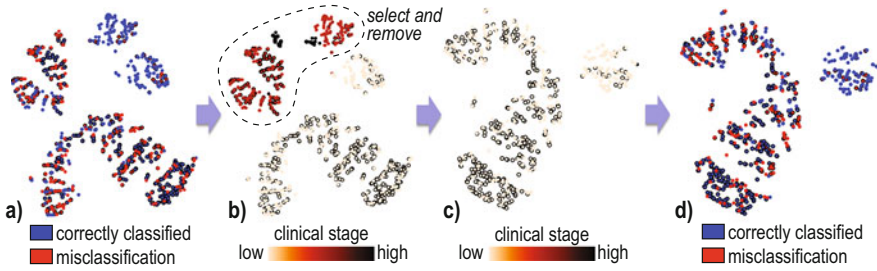 select and
remove
a)
b)
c)
d)
correctly classified
misclassification
clinical stage
low
high
clinical stage
low
high
correctly classified
misclassification